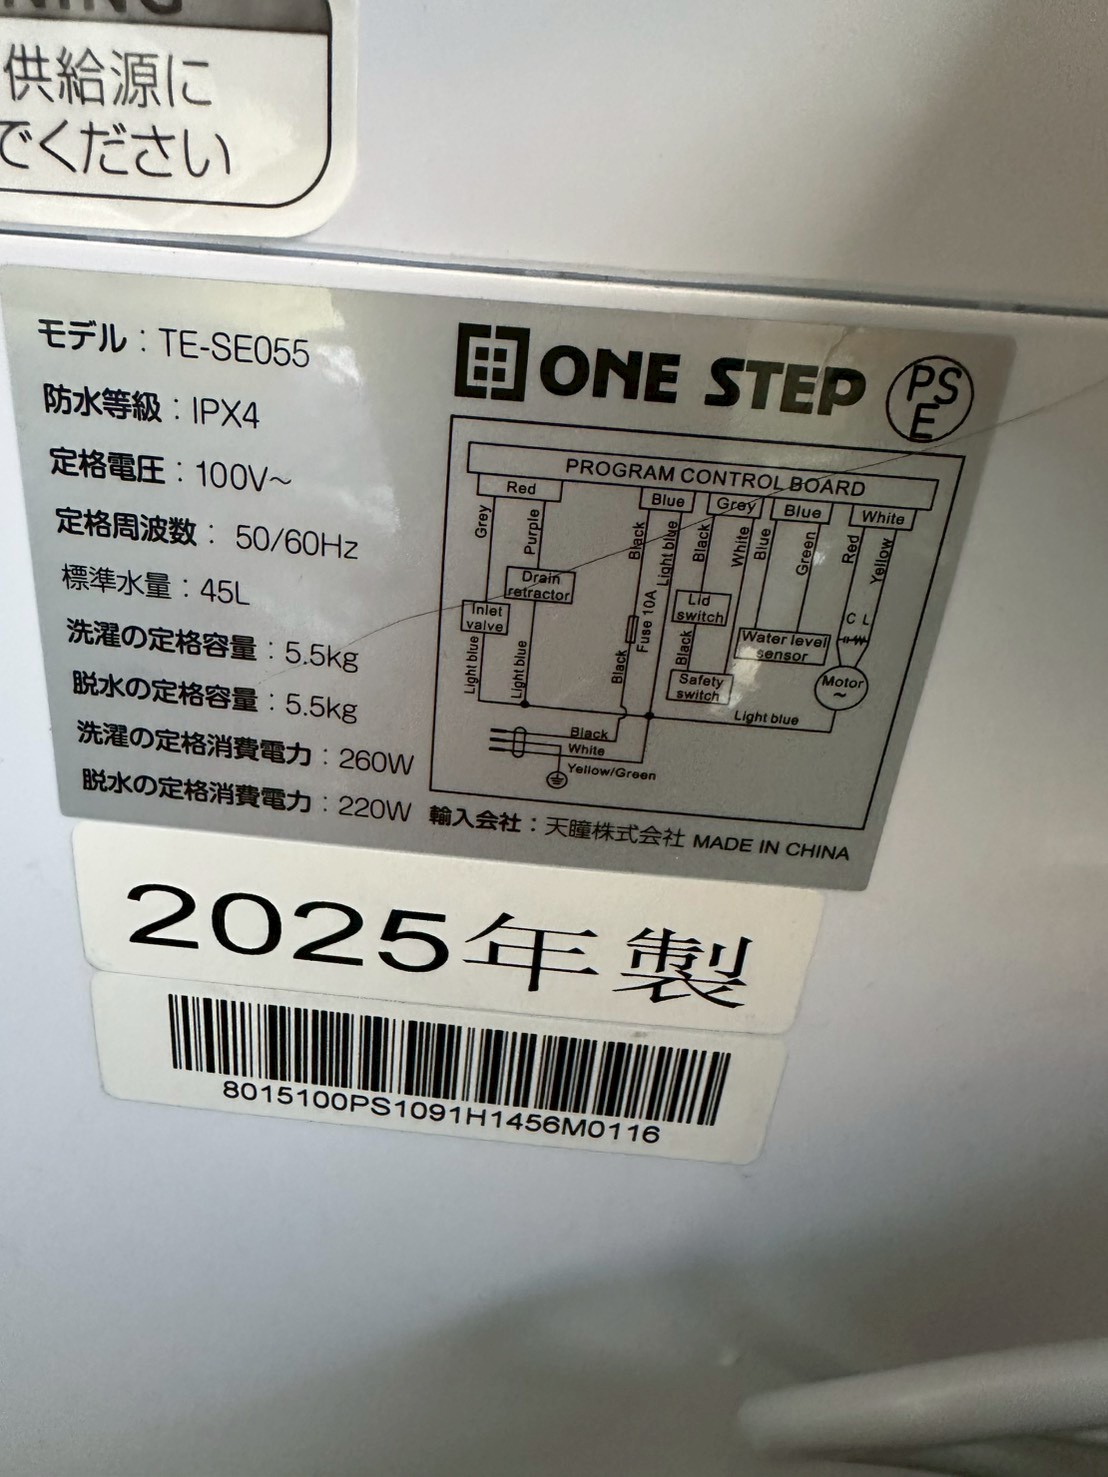 供給源に
でください
モデル：TE-SE055
防水等級：IPX4
定格電圧：100V~
定格周波数：50/60Hz
標準水量：45L
洗濯の定格容量：5.5kg
脱水の定格容量：5.5kg
洗濯の定格消費電力：260W
脱水の定格消費電力：220W
ONE STEP
PSE
PROGRAM CONTROL BOARD
Red
Blue
Grey
Blue
White
Grey
Purple
Black
Light blue
Black
White
Blue
Green
Red
Yellow
Drain
retractor
Inlet
valve
Fuse 10A
Lid
switch
Water level
sensor
C L
Light blue
Light blue
Black
Black
Safety
switch
Motor
~
Light blue
Black
White
Yellow/Green
輸入会社：天瞳株式会社 MADE IN CHINA
2025年製
8015100PS1091H1456M0116